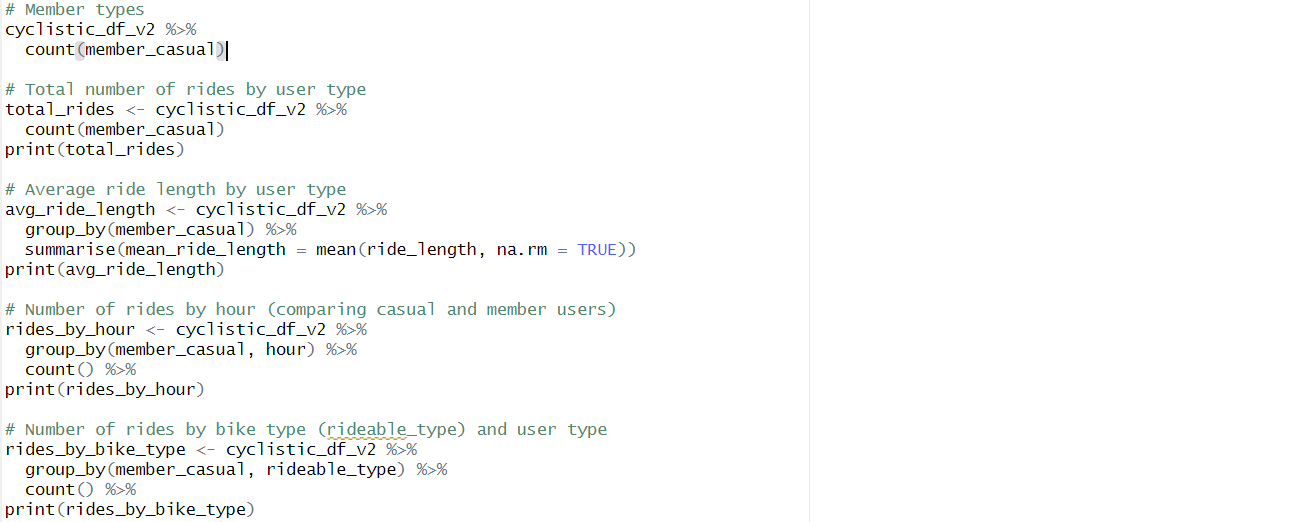 # Member types
cyclistic_df_v2 %>%
  count(member_casual)

# Total number of rides by user type
total_rides <- cyclistic_df_v2 %>%
  count(member_casual)
print(total_rides)

# Average ride length by user type
avg_ride_length <- cyclistic_df_v2 %>%
  group_by(member_casual) %>%
  summarise(mean_ride_length = mean(ride_length, na.rm = TRUE))
print(avg_ride_length)

# Number of rides by hour (comparing casual and member users)
rides_by_hour <- cyclistic_df_v2 %>%
  group_by(member_casual, hour) %>%
  count() %>%
print(rides_by_hour)

# Number of rides by bike type (rideable_type) and user type
rides_by_bike_type <- cyclistic_df_v2 %>%
  group_by(member_casual, rideable_type) %>%
  count() %>%
print(rides_by_bike_type)